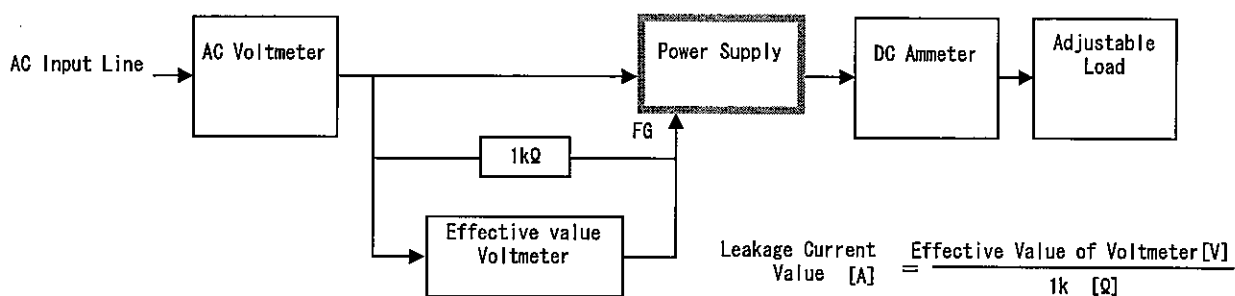 AC Input Line
AC Voltmeter
Power Supply
DC Ammeter
Adjustable
Load
FG
1kΩ
Effective value
Voltmeter
Leakage Current
Value [A]
=
Effective Value of Voltmeter[V]
1k [Ω]